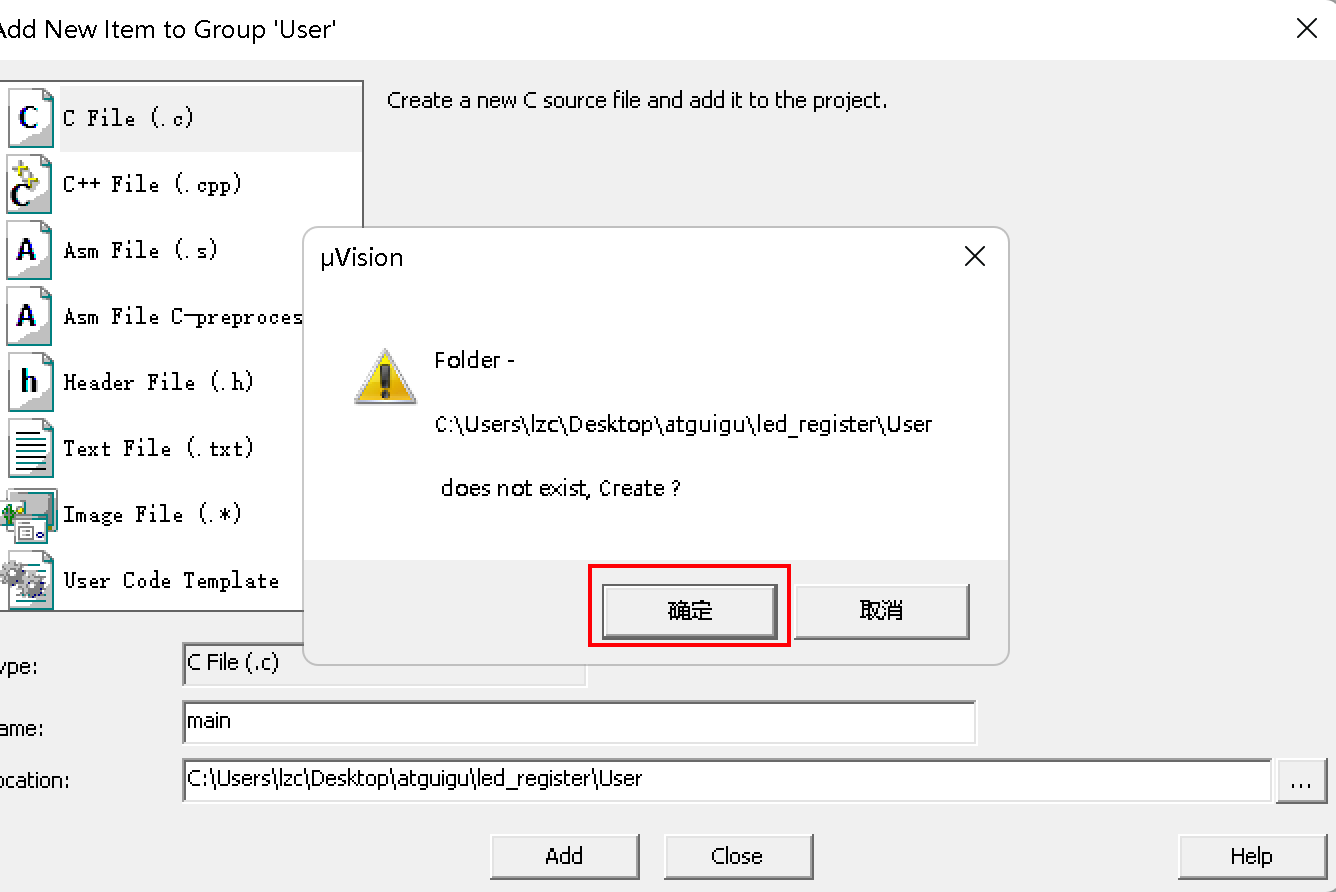 Add New Item to Group 'User'
C File (.c)
Create a new C source file and add it to the project.
C++ File (.cpp)
Asm File (.s)
Asm File C-preproces
Header File (.h)
Text File (.txt)
Image File (.*)
User Code Template
μVision
Folder -
C:\Users\lzc\Desktop\atguigu\led_register\User
does not exist, Create ?
确定
取消
ype:
C File (.c)
ame:
main
ocation:
C:\Users\lzc\Desktop\atguigu\led_register\User
...
Add
Close
Help